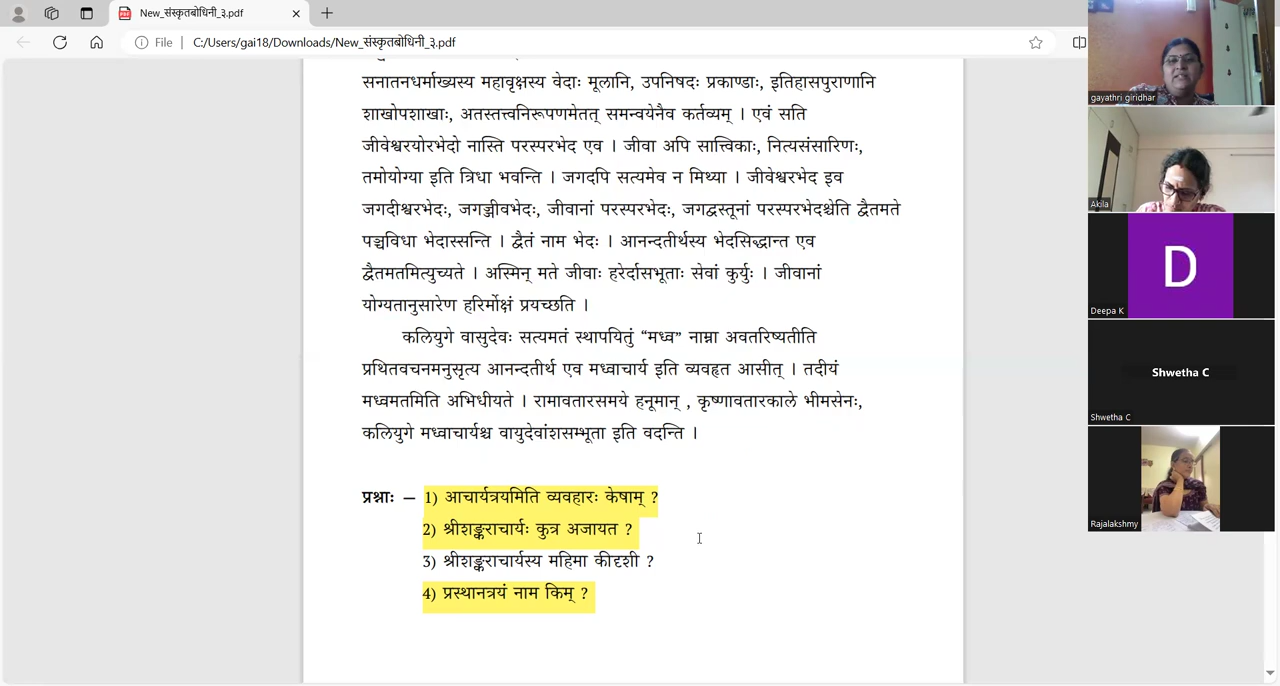 New_संस्कृतबोधिनी_३.pdf
File
C:/Users/gai18/Downloads/New_संस्कृतबोधिनी_३.pdf
सनातनधर्माख्यस्य महावृक्षस्य वेदाः मूलानि, उपनिषदः प्रकाण्डाः, इतिहासपुराणानि
शाखोपशाखाः, अतस्तत्त्वनिरूपणमेतत् समन्वयेनैव कर्तव्यम् । एवं सति
जीवेश्वरयोरभेदो नास्ति परस्परभेद एव । जीवा अपि सात्त्विकाः, नित्यसंसारिणः,
तमोयोग्या इति त्रिधा भवन्ति । जगदपि सत्यमेव न मिथ्या । जीवेश्वरभेद इव
जगदीश्वरभेदः, जगज्जीवभेदः, जीवानां परस्परभेदः, जगद्वस्तूनां परस्परभेदश्चेति द्वैतमते
पञ्चविधा भेदास्सन्ति । द्वैतं नाम भेदः । आनन्दतीर्थस्य भेदसिद्धान्त एव
द्वैतमतमित्युच्यते । अस्मिन् मते जीवाः हरेर्दासभूताः सेवां कुर्युः । जीवानां
योग्यतानुसारेण हरिर्मोक्षं प्रयच्छति ।
कलियुगे वासुदेवः सत्यमतं स्थापयितुं “मध्व” नाम्ना अवतरिष्यतीति
प्रथितवचनमनुसृत्य आनन्दतीर्थ एव मध्वाचार्य इति व्यवहृत आसीत् । तदीयं
मध्वमतमिति अभिधीयते । रामावतारसमये हनूमान् , कृष्णावतारकाले भीमसेनः,
कलियुगे मध्वाचार्यश्च वायुदेवांशसम्भूता इति वदन्ति ।
प्रश्नाः – 1) आचार्यत्रयमिति व्यवहारः केषाम् ?
2) श्रीशङ्कराचार्यः कुत्र अजायत ?
3) श्रीशङ्कराचार्यस्य महिमा कीदृशी ?
4) प्रस्थानत्रयं नाम किम् ?
gayathri giridhar
Akila
D
Deepa K
Shwetha C
Shwetha C
Rajalakshmy